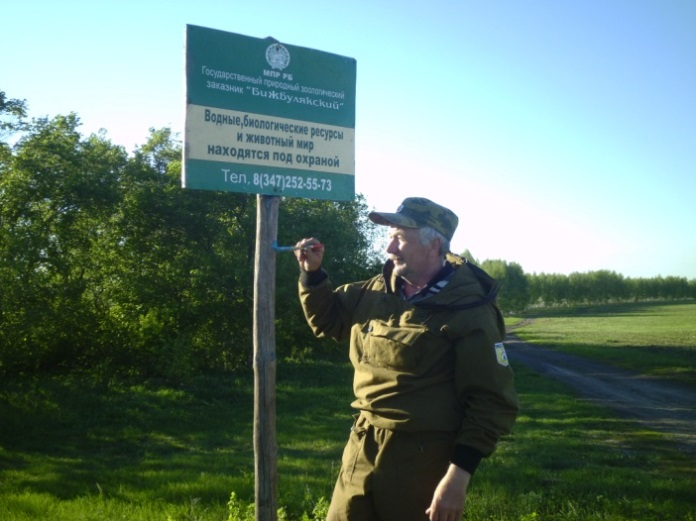 МПР РБ
Государственный природный зоологический
заказник "Бижбулякский"
Водные,биологические ресурсы
и животный мир
находятся под охраной
Тел. 8(347)252-55-73